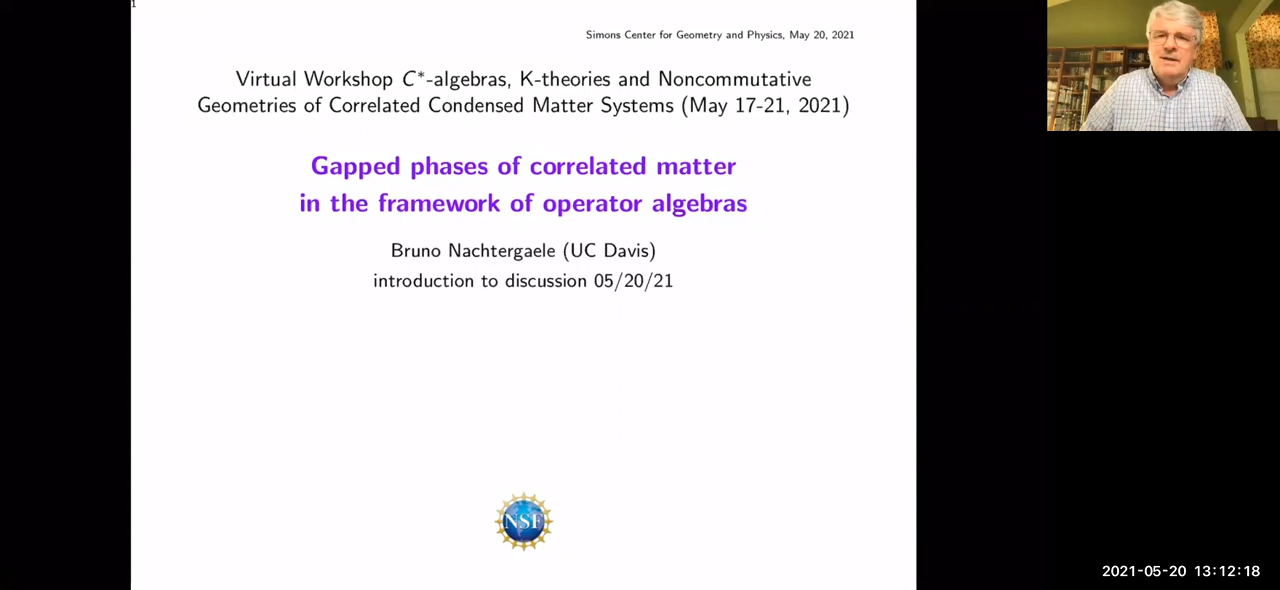 1
Simons Center for Geometry and Physics, May 20, 2021
Virtual Workshop C*-algebras, K-theories and Noncommutative
Geometries of Correlated Condensed Matter Systems (May 17-21, 2021)
Gapped phases of correlated matter
in the framework of operator algebras
Bruno Nachtergaele (UC Davis)
introduction to discussion 05/20/21
NSF
2021-05-20 13:12:18